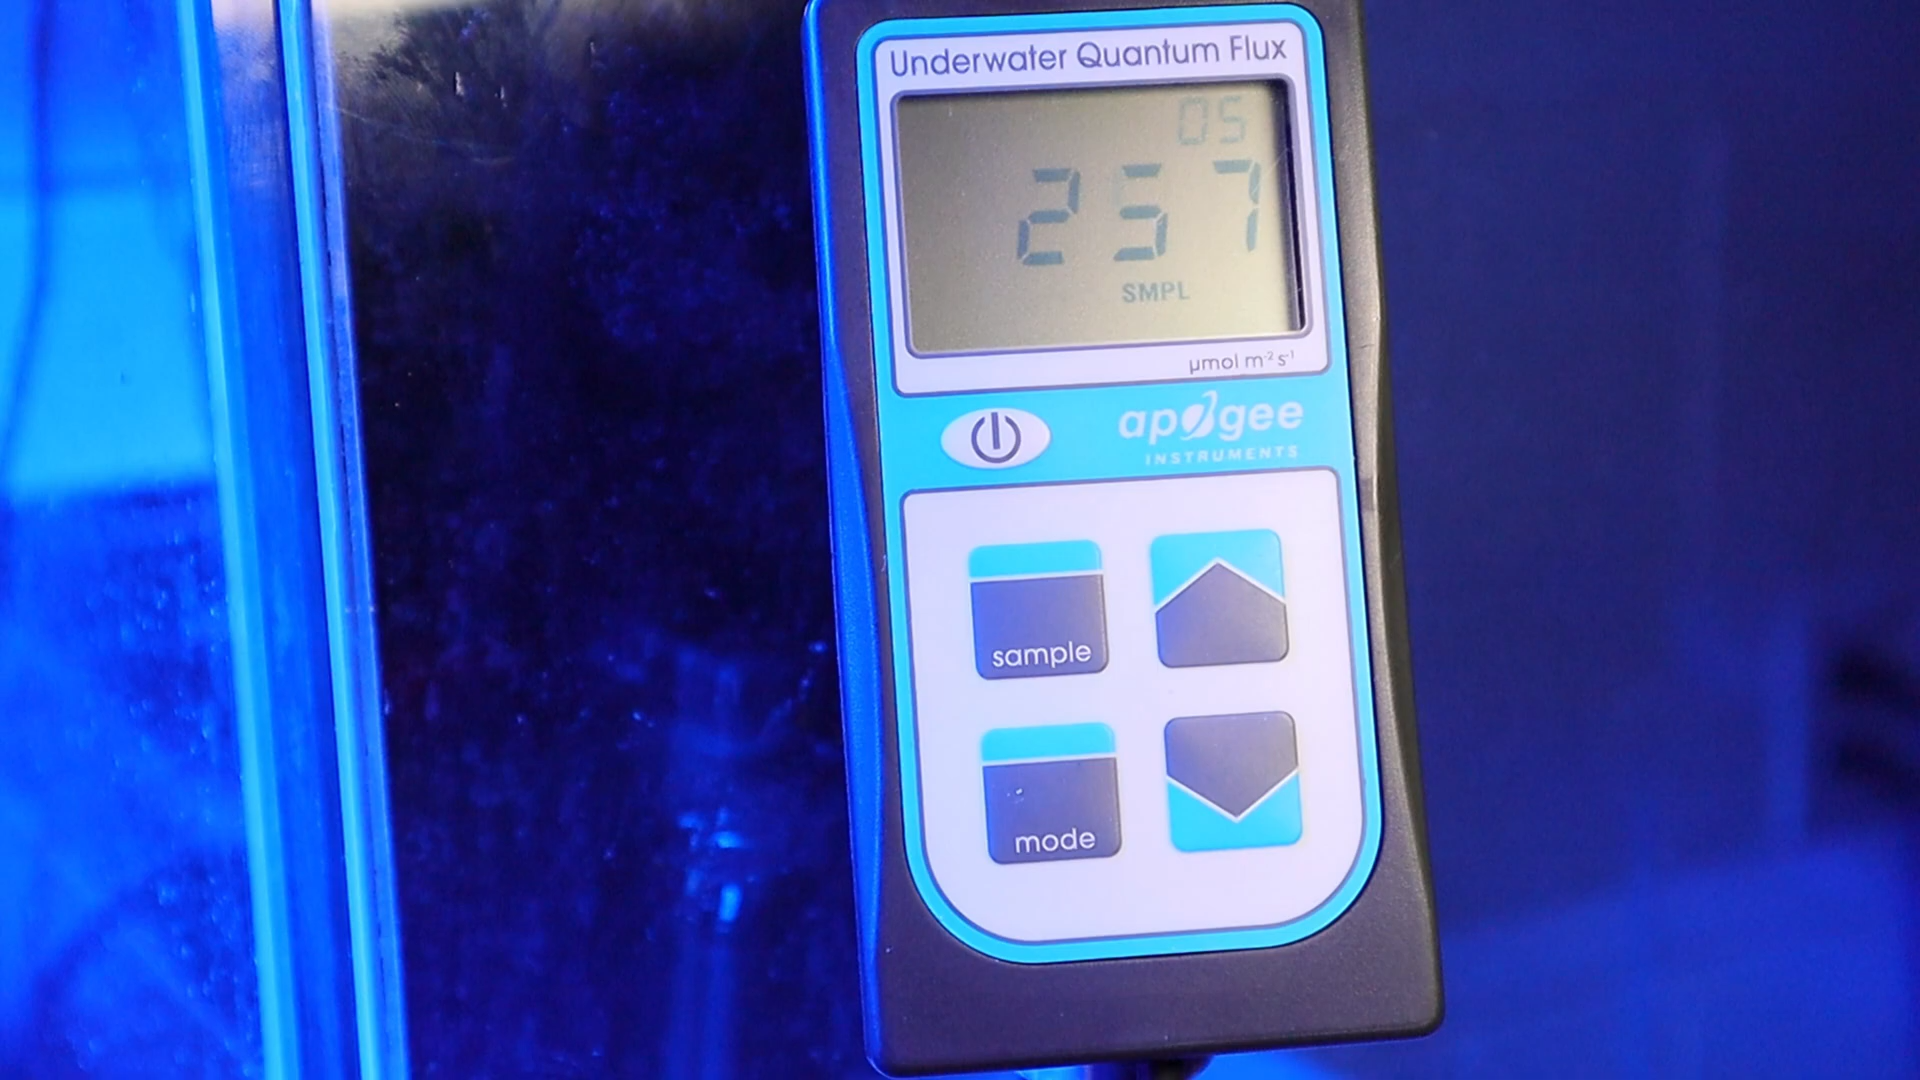 Underwater Quantum Flux
05
257
SMPL
µmol m⁻² s⁻¹
apogee
INSTRUMENTS
sample
mode